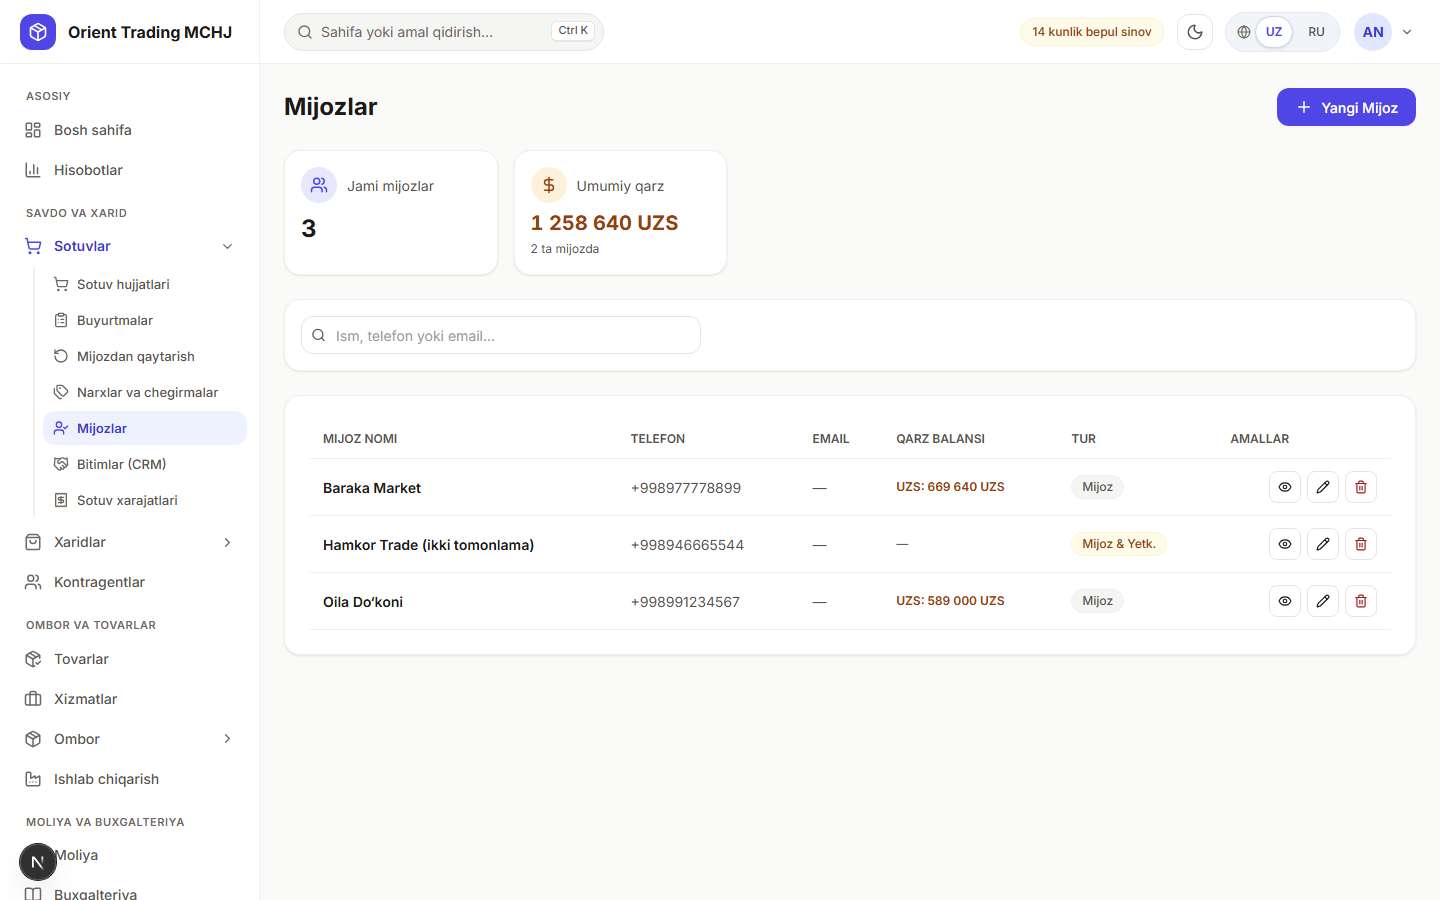 Orient Trading MCHJ
Sahifa yoki amal qidirish...
Ctrl K
14 kunlik bepul sinov
UZ
RU
AN
ASOSIY
Bosh sahifa
Hisobotlar
SAVDO VA XARID
Sotuvlar
Sotuv hujjatlari
Buyurtmalar
Mijozdan qaytarish
Narxlar va chegirmalar
Mijozlar
Bitimlar (CRM)
Sotuv xarajatlari
Xaridlar
Kontragentlar
OMBOR VA TOVARLAR
Tovarlar
Xizmatlar
Ombor
Ishlab chiqarish
MOLIYA VA BUXGALTERIYA
Moliya
Buxgalteriya
N
Mijozlar
Yangi Mijoz
Jami mijozlar
3
Umumiy qarz
1 258 640 UZS
2 ta mijozda
Ism, telefon yoki email...
MIJOZ NOMI TELEFON EMAIL QARZ BALANSI TUR AMALLAR
Baraka Market +998977778899 — UZS: 669 640 UZS Mijoz
Hamkor Trade (ikki tomonlama) +998946665544 — — Mijoz & Yetk.
Oila Do‘koni +998991234567 — UZS: 589 000 UZS Mijoz